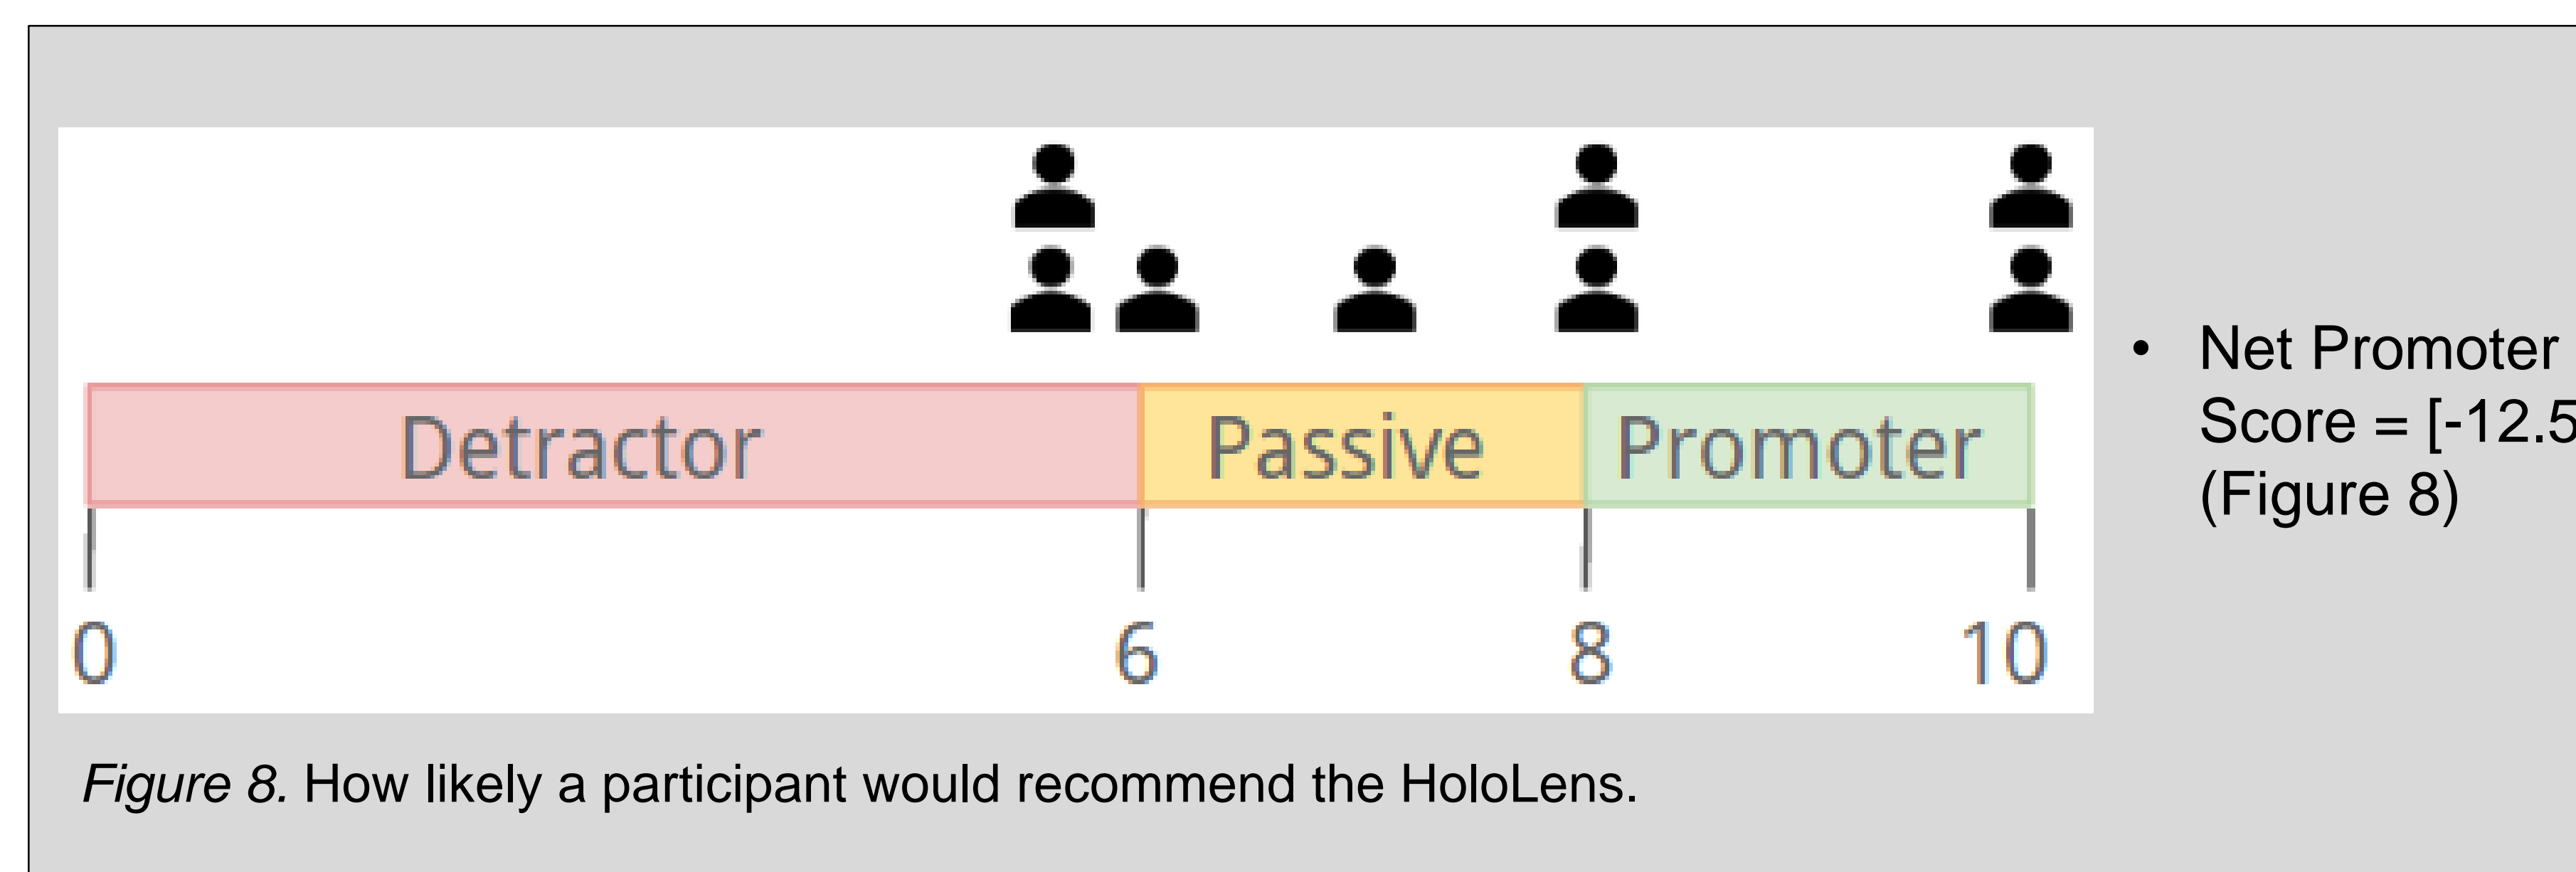 Detractor Passive Promoter
0 6 8 10
Figure 8. How likely a participant would recommend the HoloLens.
• Net Promoter
Score = [-12.5
(Figure 8)